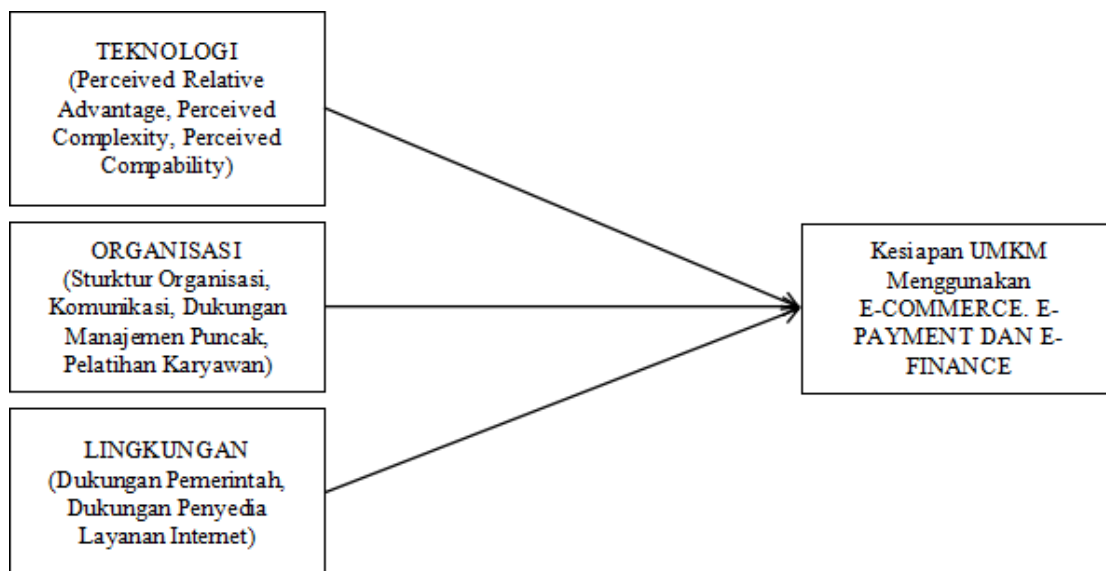 TEKNOLOGI
(Perceived Relative
Advantage, Perceived
Complexity, Perceived
Compability)
ORGANISASI
(Sturktur Organisasi,
Komunikasi, Dukungan
Manajemen Puncak,
Pelatihan Karyawan)
LINGKUNGAN
(Dukungan Pemerintah,
Dukungan Penyedia
Layanan Internet)
Kesiapan UMKM
Menggunakan
E-COMMERCE. E-
PAYMENT DAN E-
FINANCE